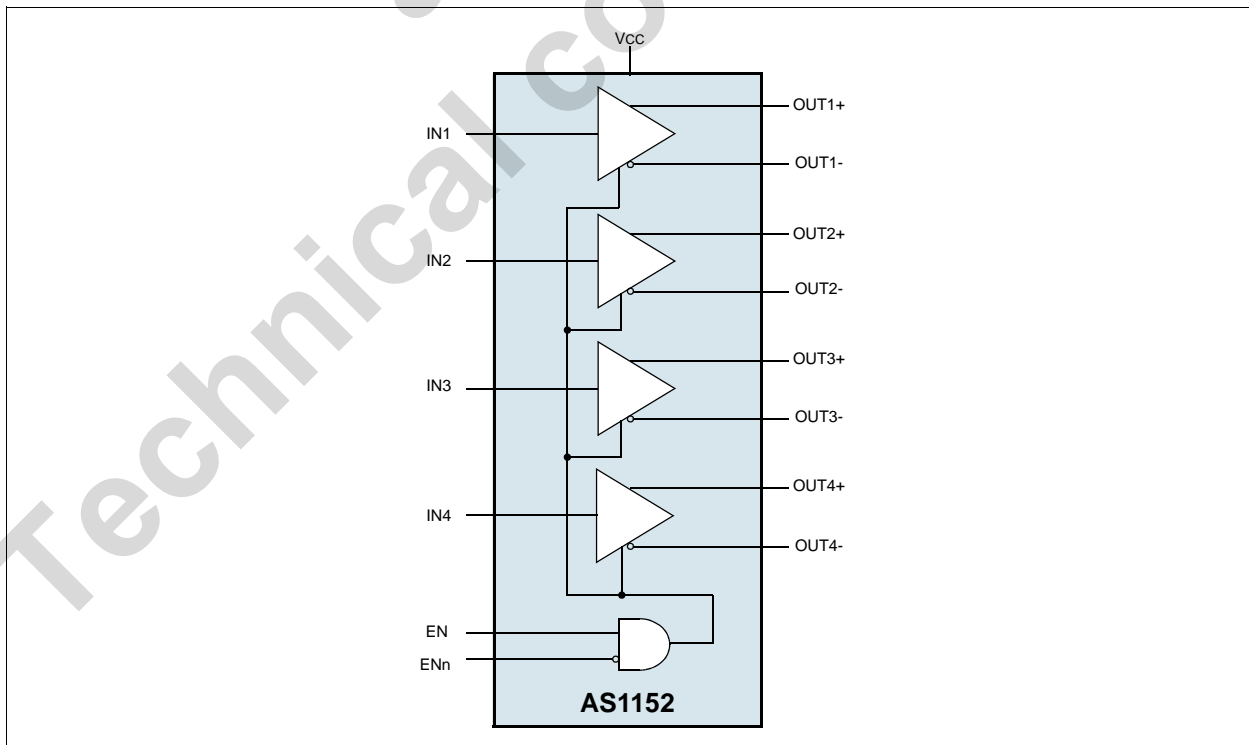 Technical co
Vcc
OUT1+
IN1
OUT1-
OUT2+
IN2
OUT2-
OUT3+
IN3
OUT3-
OUT4+
IN4
OUT4-
EN
ENn
AS1152